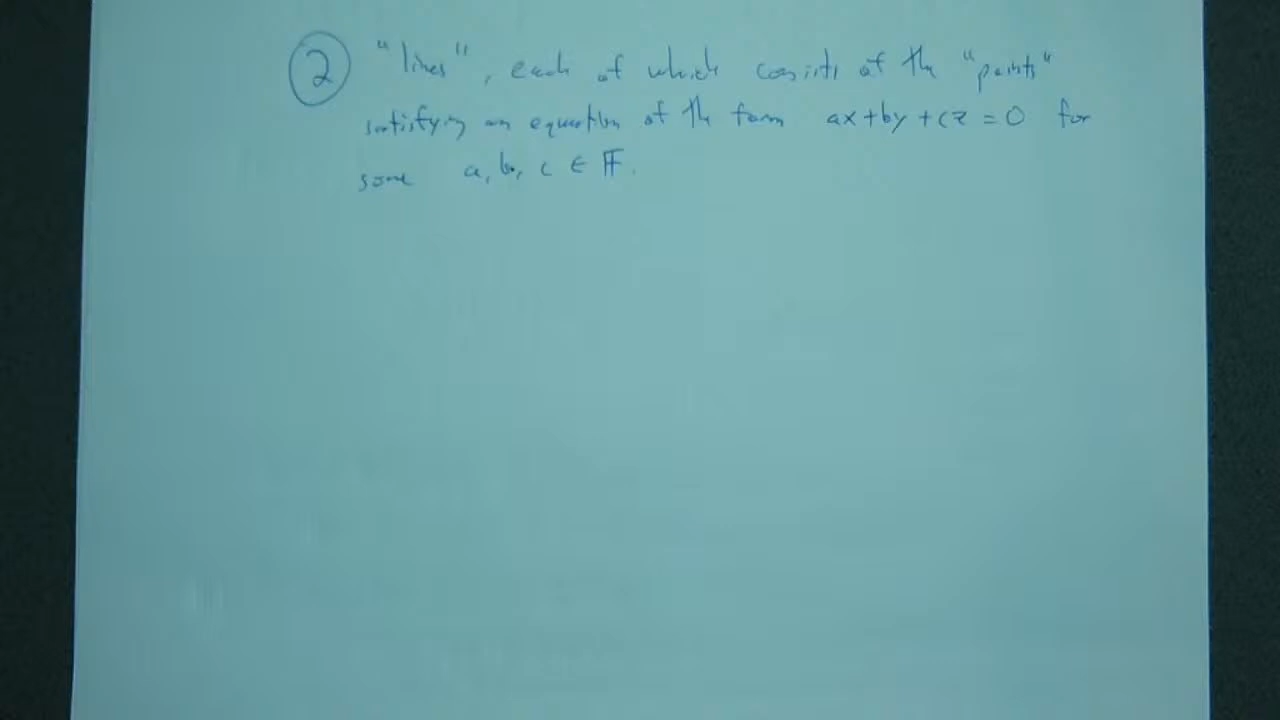 ② "lines", each of which consists of the "points"
satisfying an equation of the form ax+by+cz=0 for
some a, b, c ∈ 𝔽.